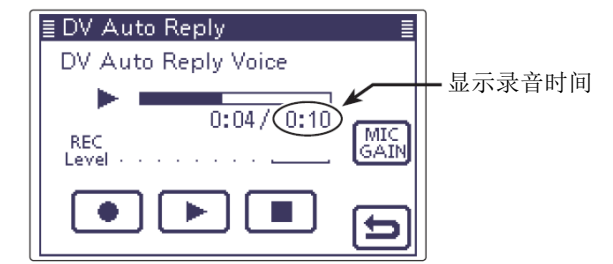 DV Auto Reply
DV Auto Reply Voice
0:04 / 0:10
显示录音时间
REC
Level
MIC
GAIN